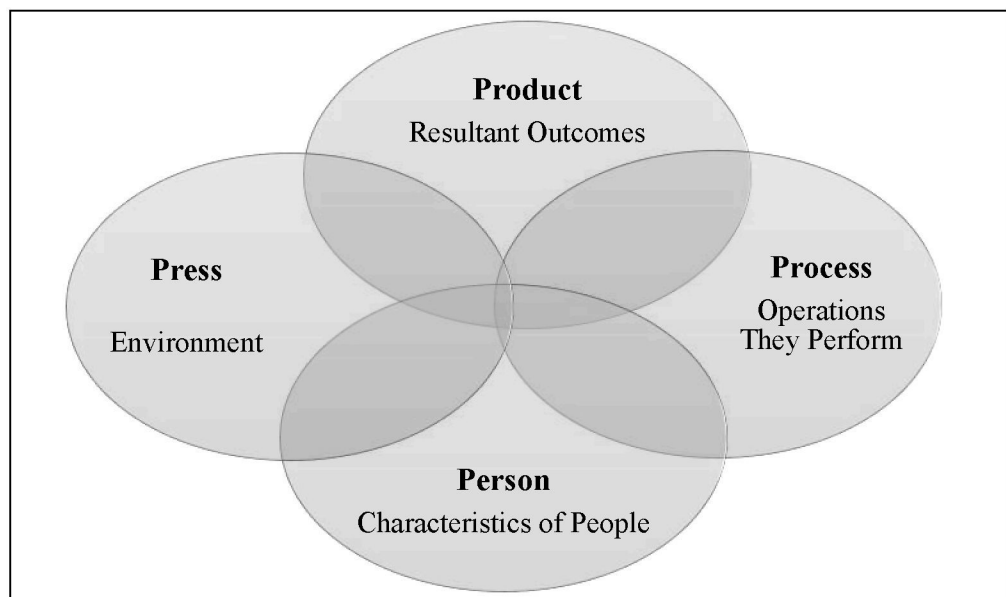 Product
Resultant Outcomes
Press
Environment
Process
Operations
They Perform
Person
Characteristics of People